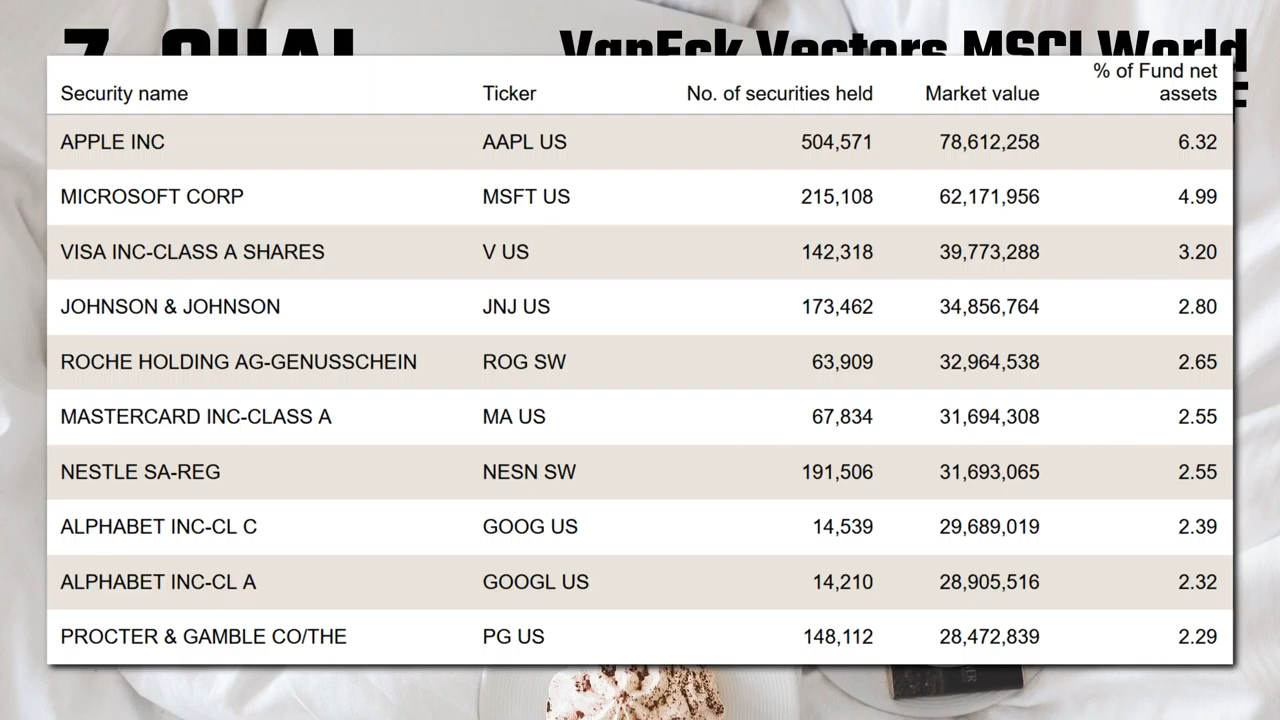 7. QUAL
VanEck Vectors MSCI World
Security name Ticker No. of securities held Market value % of Fund net assets
APPLE INC AAPL US 504,571 78,612,258 6.32
MICROSOFT CORP MSFT US 215,108 62,171,956 4.99
VISA INC-CLASS A SHARES V US 142,318 39,773,288 3.20
JOHNSON & JOHNSON JNJ US 173,462 34,856,764 2.80
ROCHE HOLDING AG-GENUSSCHEIN ROG SW 63,909 32,964,538 2.65
MASTERCARD INC-CLASS A MA US 67,834 31,694,308 2.55
NESTLE SA-REG NESN SW 191,506 31,693,065 2.55
ALPHABET INC-CL C GOOG US 14,539 29,689,019 2.39
ALPHABET INC-CL A GOOGL US 14,210 28,905,516 2.32
PROCTER & GAMBLE CO/THE PG US 148,112 28,472,839 2.29